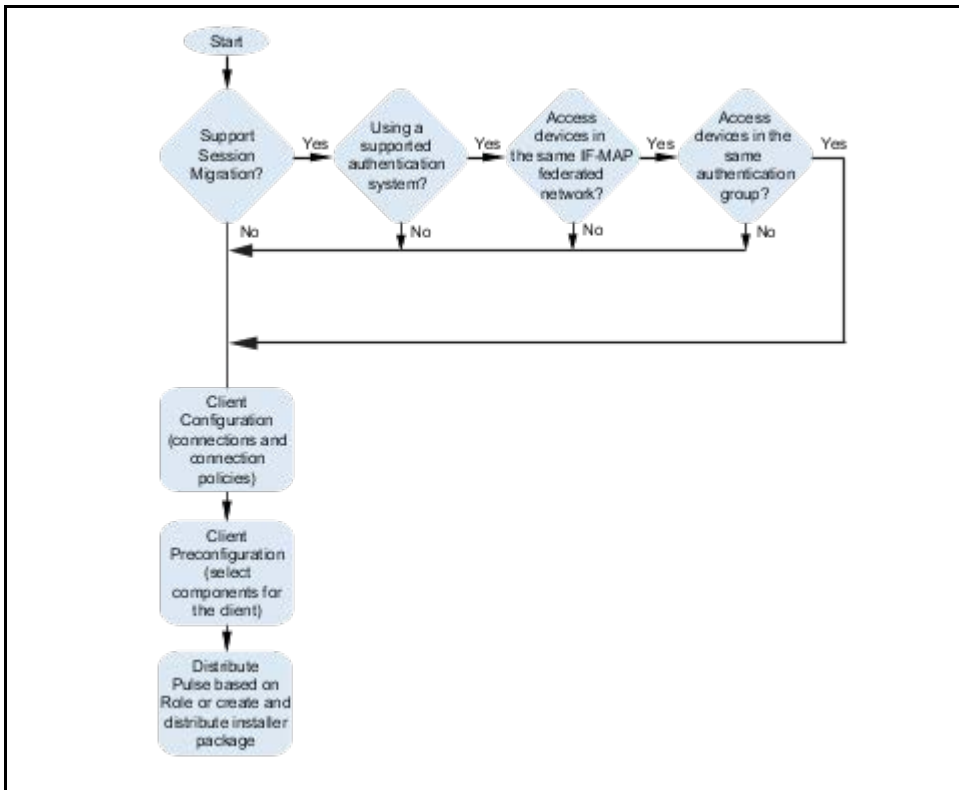 Start
Support
Session
Migration?
Yes
Using a
supported
authentication
system?
Yes
Access
devices in
the same IF-MAP
federated
network?
Yes
Access
devices in the
same
authentication
group?
Yes
No
No
No
No
Client
Configuration
(connections and
connection
policies)
Client
Preconfiguration
(select
components for
the client)
Distribute
Pulse based on
Role or create and
distribute installer
package